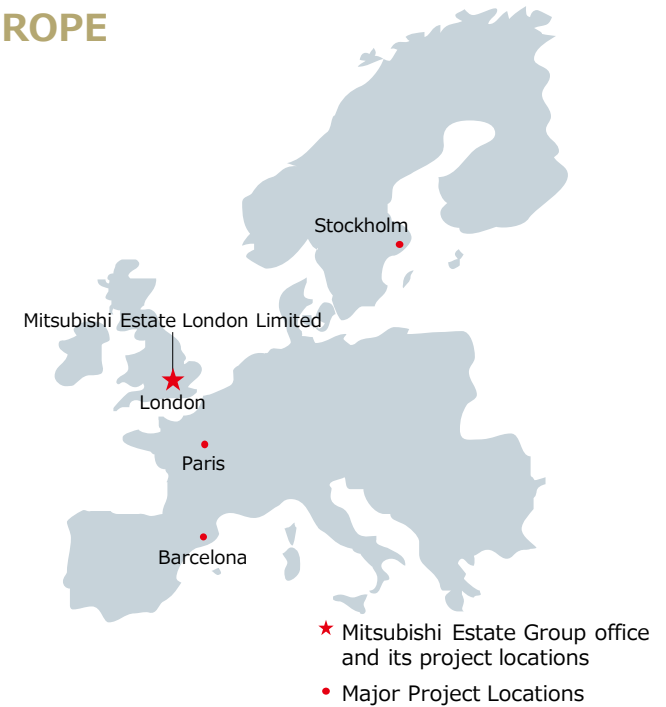 ROPE
Stockholm
Mitsubishi Estate London Limited
London
Paris
Barcelona
Mitsubishi Estate Group office
and its project locations
Major Project Locations